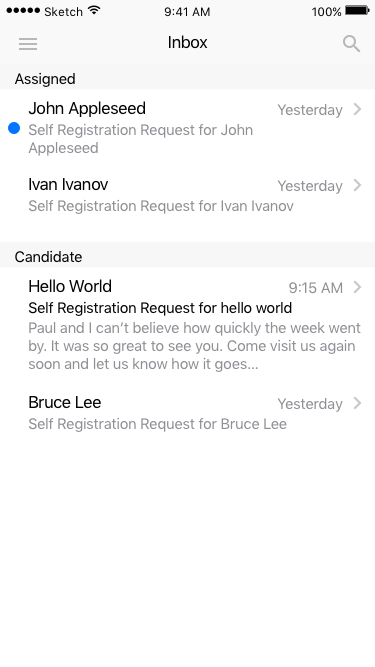 Sketch 9:41 AM 100%
Inbox
Assigned
John Appleseed Yesterday
Self Registration Request for John
Appleseed
Ivan Ivanov Yesterday
Self Registration Request for Ivan Ivanov
Candidate
Hello World 9:15 AM
Self Registration Request for hello world
Paul and I can’t believe how quickly the week went
by. It was so great to see you. Come visit us again
soon and let us know how it goes...
Bruce Lee Yesterday
Self Registration Request for Bruce Lee